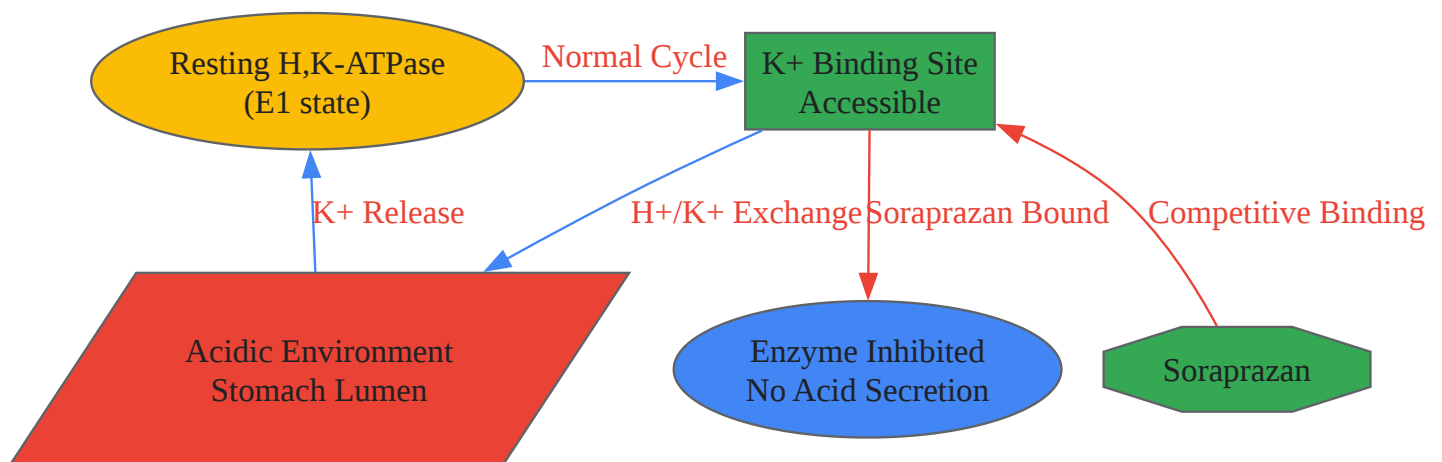 Resting H,K-ATPase
(E1 state)
Normal Cycle
K+ Binding Site
Accessible
K+ Release
H+/K+ Exchange
Soraprazan Bound
Competitive Binding
Acidic Environment
Stomach Lumen
Enzyme Inhibited
No Acid Secretion
Soraprazan